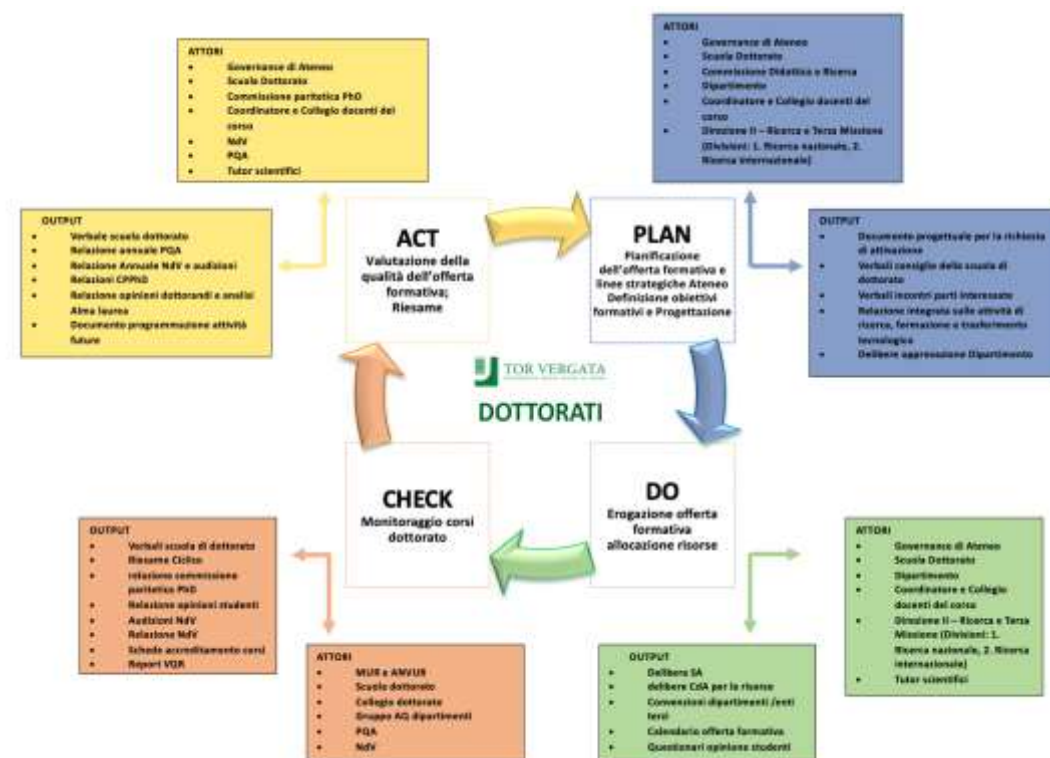 ATTORI
• Governance di Ateneo
• Scuola Dottorato
• Commissione paritetica PhD
• Coordinatore e Collegio docenti del
corso
• NdV
• PQA
• Tutor scientifici
ATTORI
• Governance di Ateneo
• Scuola Dottorato
• Commissione Didattica e Ricerca
• Dipartimento
• Coordinatore e Collegio docenti del
corso
• Direzione II – Ricerca e Terza Missione
(Divisioni: 1. Ricerca nazionale, 2.
Ricerca internazionale)
OUTPUT
• Verbale scuola dottorato
• Relazione annuale PQA
• Relazione Annuale NdV e audizioni
• Relazioni CPPhD
• Relazione opinioni dottorandi e analisi
Alma laurea
• Documento programmazione attività
future
ACT
Valutazione della
qualità dell'offerta
formativa;
Riesame
PLAN
Planificazione
dell'offerta formativa e
linee strategiche Ateneo
Definizione obiettivi
formativi e Progettazione
OUTPUT
• Documento progettuale per la richiesta
di attivazione
• Verbali consiglio della scuola di
dottorato
• Verbali incontri parti interessate
• Relazione integrata sulle attività di
ricerca, formazione e trasferimento
tecnologico
• Delibere approvazione Dipartimento
TOR VERGATA
DOTTORATI
CHECK
Monitoraggio corsi
dottorato
DO
Erogazione offerta
formativa
allocazione risorse
OUTPUT
• Verbali scuola di dottorato
• Riesame Ciclico
• relazione commissione
paritetica PhD
• Relazione opinioni studenti
• Audizioni NdV
• Relazione NdV
• Schede accreditamento corsi
• Report VQR
ATTORI
• MUR e ANVUR
• Scuola dottorato
• Collegio dottorato
• Gruppo AQ dipartimenti
• PQA
• NdV
OUTPUT
• Delibere SA
• delibere CdA per le risorse
• Convenzioni dipartimenti /enti
terzi
• Calendario offerta formativa
• Questionari opinione studenti
ATTORI
• Governance di Ateneo
• Scuola Dottorato
• Dipartimento
• Coordinatore e Collegio
docenti del corso
• Direzione II – Ricerca e Terza
Missione (Divisioni: 1.
Ricerca nazionale, 2. Ricerca
internazionale)
• Tutor scientifici